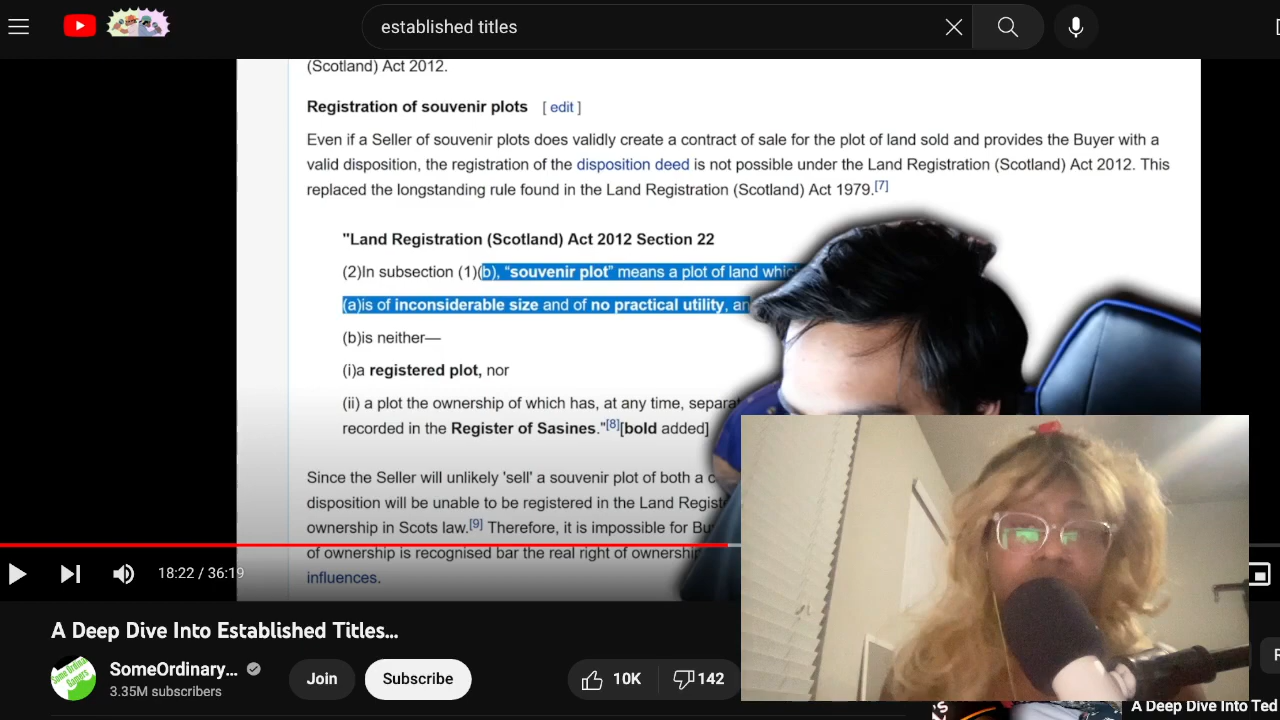 established titles
(Scotland) Act 2012.
Registration of souvenir plots [ edit ]
Even if a Seller of souvenir plots does validly create a contract of sale for the plot of land sold and provides the Buyer with a
valid disposition, the registration of the disposition deed is not possible under the Land Registration (Scotland) Act 2012. This
replaced the longstanding rule found in the Land Registration (Scotland) Act 1979.[7]
"Land Registration (Scotland) Act 2012 Section 22
(2)In subsection (1)(b), “souvenir plot” means a plot of land
(a)is of inconsiderable size and of no practical utility,
(b)is neither—
(i)a registered plot, nor
(ii) a plot the ownership of which has, at any time,
recorded in the Register of Sasines."[8][bold added]
Since the Seller will unlikely 'sell' a souvenir plot of both a
disposition will be unable to be registered in the Land
ownership in Scots law.[9] Therefore, it is impossible for
of ownership is recognised bar the real right of
influences.
18:22 / 36:19
A Deep Dive Into Established Titles...
SomeOrdinary...
3.35M subscribers
Join
Subscribe
10K
142
A Deep Dive Into Ted